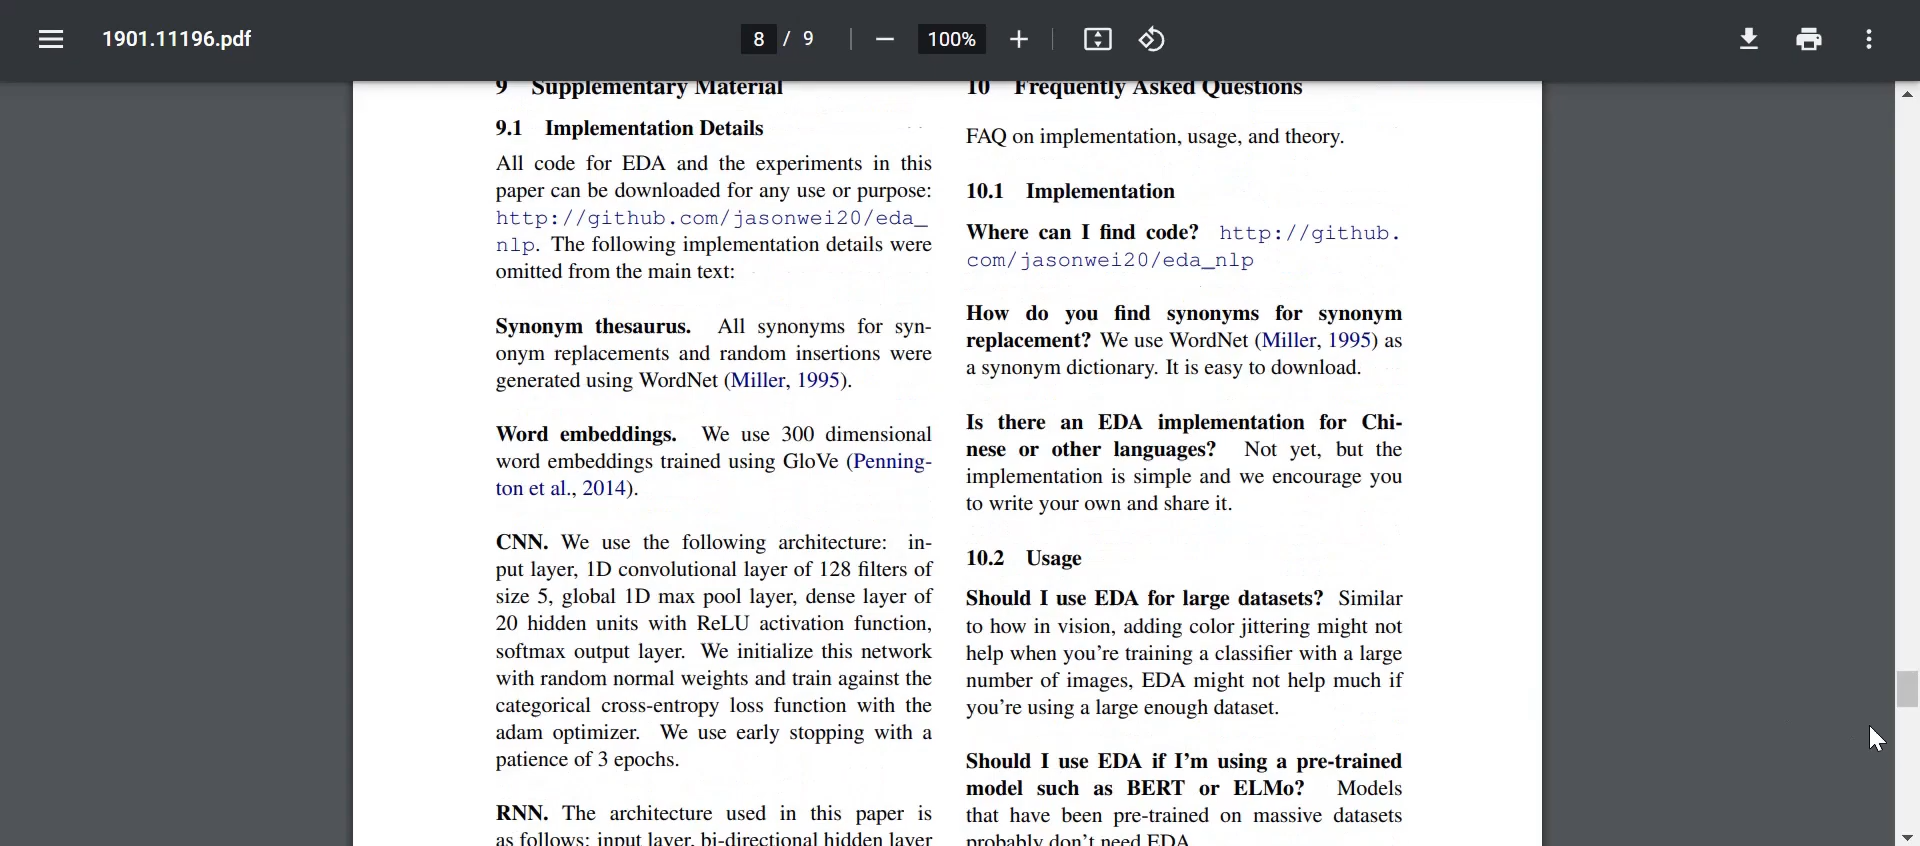 1901.11196.pdf
8 / 9
100%
9 Supplementary Material
9.1 Implementation Details
All code for EDA and the experiments in this
paper can be downloaded for any use or purpose:
http://github.com/jasonwei20/eda_
nlp. The following implementation details were
omitted from the main text:
Synonym thesaurus. All synonyms for syn-
onym replacements and random insertions were
generated using WordNet (Miller, 1995).
Word embeddings. We use 300 dimensional
word embeddings trained using GloVe (Penning-
ton et al., 2014).
CNN. We use the following architecture: in-
put layer, 1D convolutional layer of 128 filters of
size 5, global 1D max pool layer, dense layer of
20 hidden units with ReLU activation function,
softmax output layer. We initialize this network
with random normal weights and train against the
categorical cross-entropy loss function with the
adam optimizer. We use early stopping with a
patience of 3 epochs.
RNN. The architecture used in this paper is
as follows: input layer, bi-directional hidden layer
10 Frequently Asked Questions
FAQ on implementation, usage, and theory.
10.1 Implementation
Where can I find code? http://github.
com/jasonwei20/eda_nlp
How do you find synonyms for synonym
replacement? We use WordNet (Miller, 1995) as
a synonym dictionary. It is easy to download.
Is there an EDA implementation for Chi-
nese or other languages? Not yet, but the
implementation is simple and we encourage you
to write your own and share it.
10.2 Usage
Should I use EDA for large datasets? Similar
to how in vision, adding color jittering might not
help when you're training a classifier with a large
number of images, EDA might not help much if
you're using a large enough dataset.
Should I use EDA if I'm using a pre-trained
model such as BERT or ELMo? Models
that have been pre-trained on massive datasets
probably don't need EDA